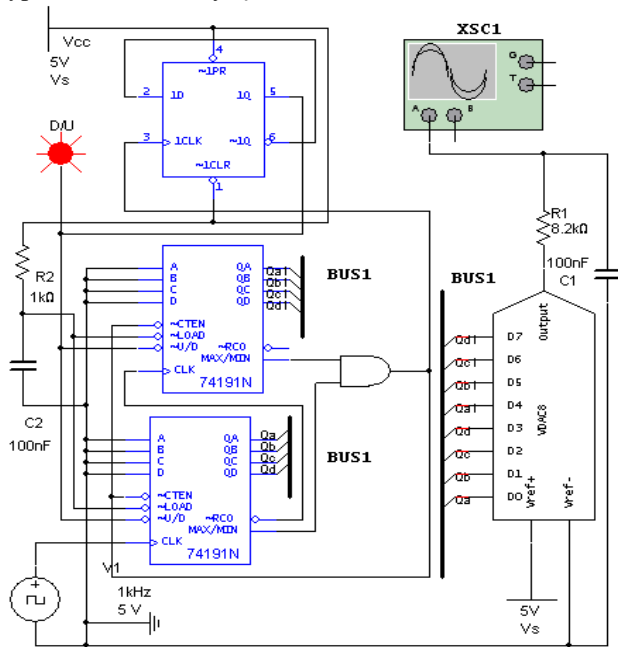 XSC1
G
T
A
B
Vcc
5V
Vs
4
~1PR
2
1D
1Q
5
3
1CLK
~1Q
6
~1CLR
1
D/U
R2
1kΩ
C2
100nF
A
B
C
D
QA
QB
QC
QD
Qa1
Qb1
Qc1
Qd1
BUS1
~CTEN
~LOAD
~U/D
~RCO
MAX/MIN
CLK
74191N
A
B
C
D
QA
QB
QC
QD
Qa
Qb
Qc
Qd
BUS1
~CTEN
~LOAD
~U/D
~RCO
MAX/MIN
CLK
74191N
V1
1kHz
5 V
R1
8.2kΩ
100nF
C1
BUS1
Qd1
Qc1
Qb1
Qa1
Qd
Qc
Qb
Qa
D7
D6
D5
D4
D3
D2
D1
D0
Output
VDAC8
Vref+
Vref-
5V
Vs